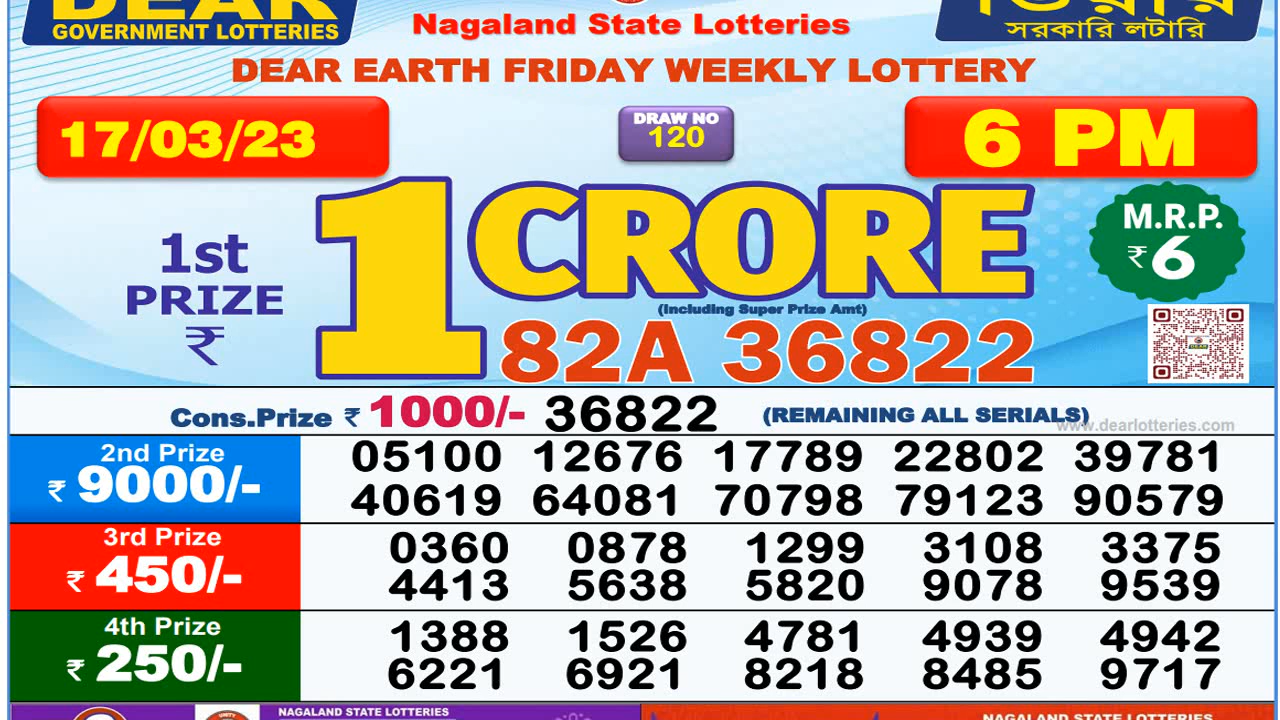 DEAR
GOVERNMENT LOTTERIES
Nagaland State Lotteries
ডিয়ার
সরকারি লটারি
DEAR EARTH FRIDAY WEEKLY LOTTERY
17/03/23
DRAW NO
120
6 PM
1st
PRIZE
₹
1 CRORE
(Including Super Prize Amt)
82A 36822
M.R.P.
₹6
DEAR
Cons.Prize ₹ 1000/- 36822 (REMAINING ALL SERIALS)
www.dearlotteries.com
2nd Prize
₹ 9000/-
05100 12676 17789 22802 39781
40619 64081 70798 79123 90579
3rd Prize
₹ 450/-
0360 0878 1299 3108 3375
4413 5638 5820 9078 9539
4th Prize
₹ 250/-
1388 1526 4781 4939 4942
6221 6921 8218 8485 9717
UNITY
NAGALAND STATE LOTTERIES
NAGALAND STATE LOTTERIES